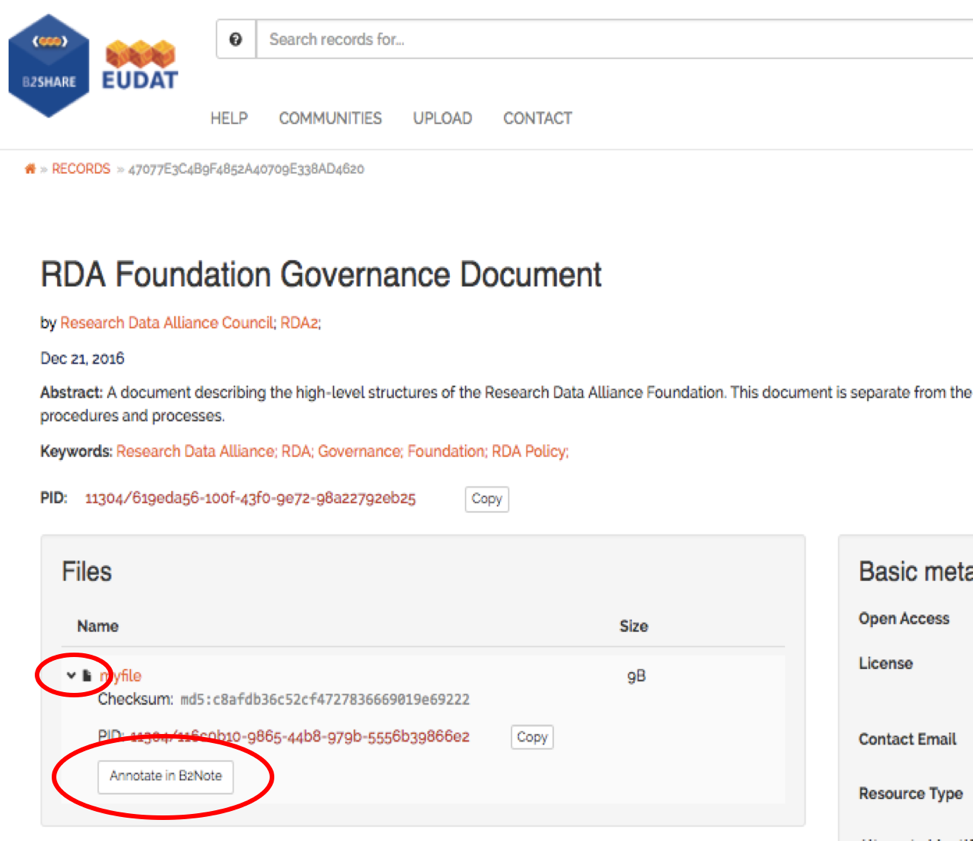 B2SHARE
EUDAT
Search records for...
HELP COMMUNITIES UPLOAD CONTACT
» RECORDS » 47077E3C4B9F4852A40709E338AD4620
RDA Foundation Governance Document
by Research Data Alliance Council; RDA2;
Dec 21, 2016
Abstract: A document describing the high-level structures of the Research Data Alliance Foundation. This document is separate from the
procedures and processes.
Keywords: Research Data Alliance; RDA; Governance; Foundation; RDA Policy;
PID: 11304/619eda56-100f-43f0-9e72-98a22792eb25 Copy
Files
Name Size
myfile 9B
Checksum: md5:c8afdb36c52cf4727836669019e69222
PID: 11304/116c9b10-9865-44b8-979b-5556b39866e2 Copy
Annotate in B2Note
Basic meta
Open Access
License
Contact Email
Resource Type